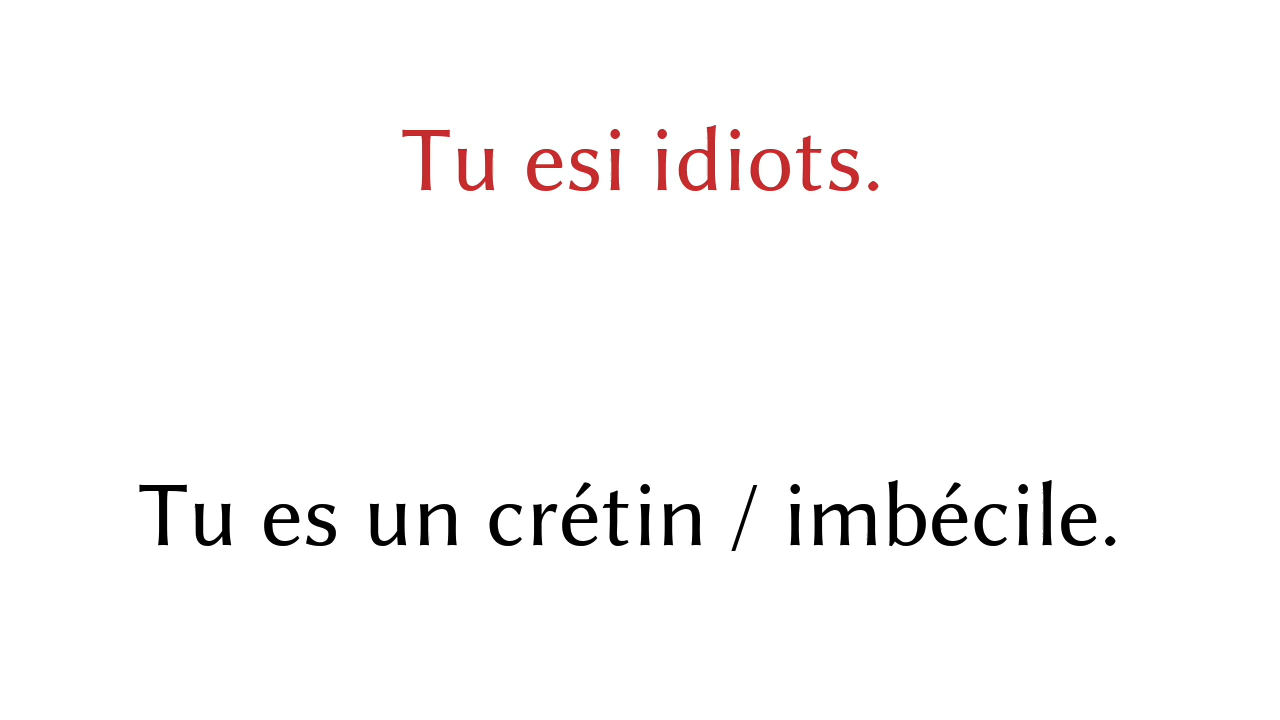 Tu esi idiots.
Tu es un crétin / imbécile.